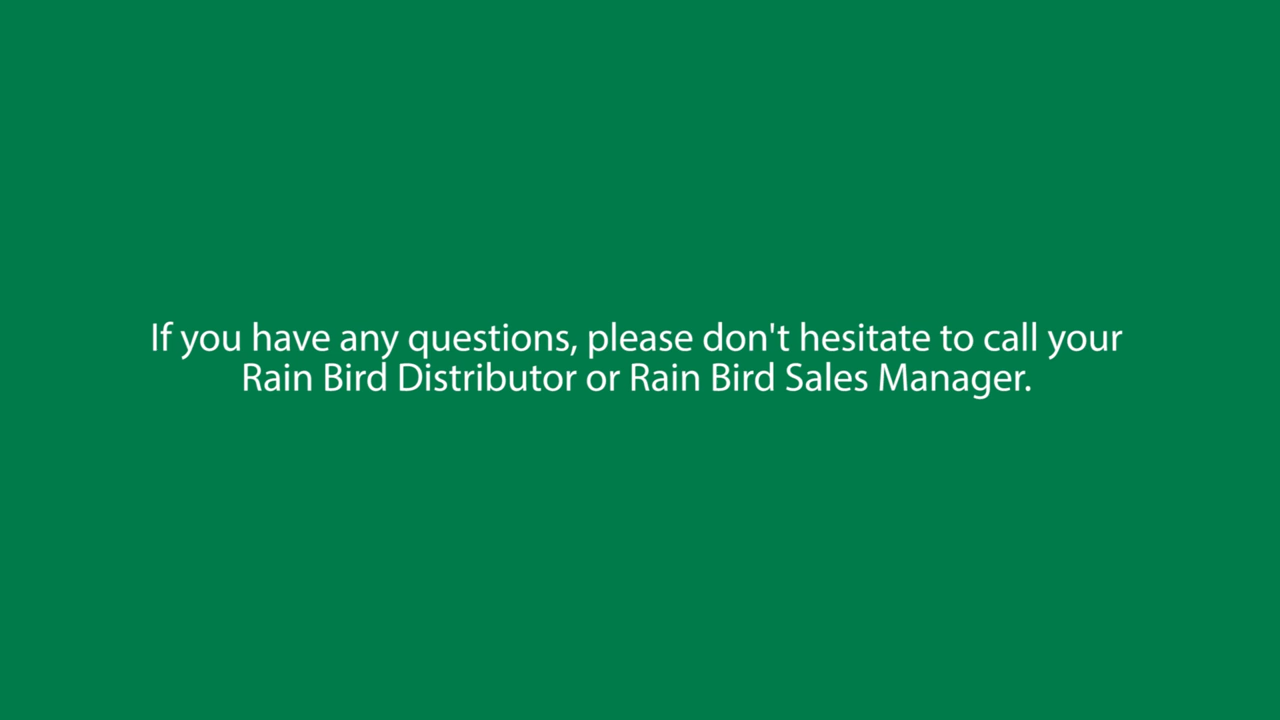 If you have any questions, please don't hesitate to call your
Rain Bird Distributor or Rain Bird Sales Manager.